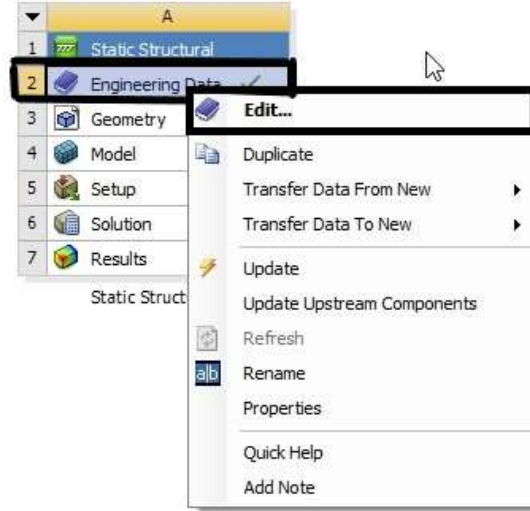 A
1 Static Structural
2 Engineering Data
3 Geometry
4 Model
5 Setup
6 Solution
7 Results
Static Struct
Edit...
Duplicate
Transfer Data From New
Transfer Data To New
Update
Update Upstream Components
Refresh
a|b Rename
Properties
Quick Help
Add Note